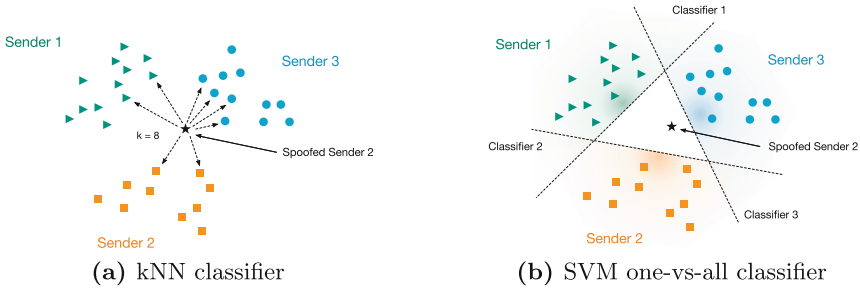 Sender 1
Sender 3
k = 8
Spoofed Sender 2
Sender 2
(a) kNN classifier
Classifier 1
Sender 1
Sender 3
Classifier 2
Spoofed Sender 2
Classifier 3
Sender 2
(b) SVM one-vs-all classifier